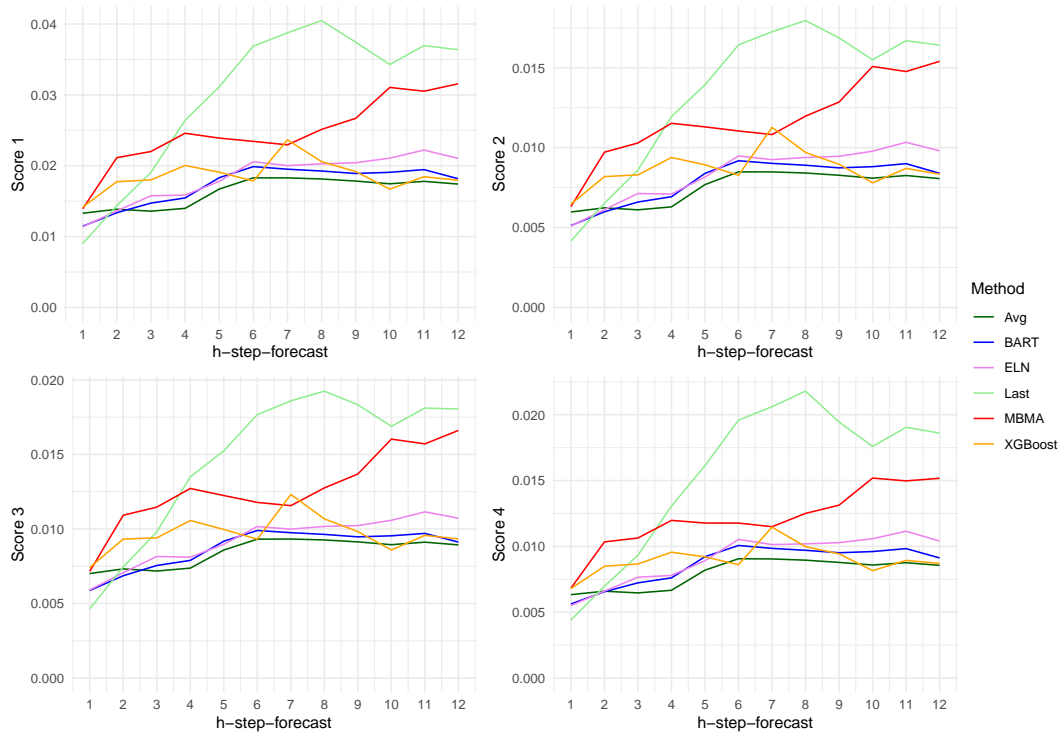 0.04
0.03
0.02
0.01
0.00
Score 1
1 2 3 4 5 6 7 8 9 10 11 12
h−step−forecast
0.015
0.010
0.005
0.000
Score 2
1 2 3 4 5 6 7 8 9 10 11 12
h−step−forecast
0.020
0.015
0.010
0.005
0.000
Score 3
1 2 3 4 5 6 7 8 9 10 11 12
h−step−forecast
0.020
0.015
0.010
0.005
0.000
Score 4
1 2 3 4 5 6 7 8 9 10 11 12
h−step−forecast
Method
Avg
BART
ELN
Last
MBMA
XGBoost